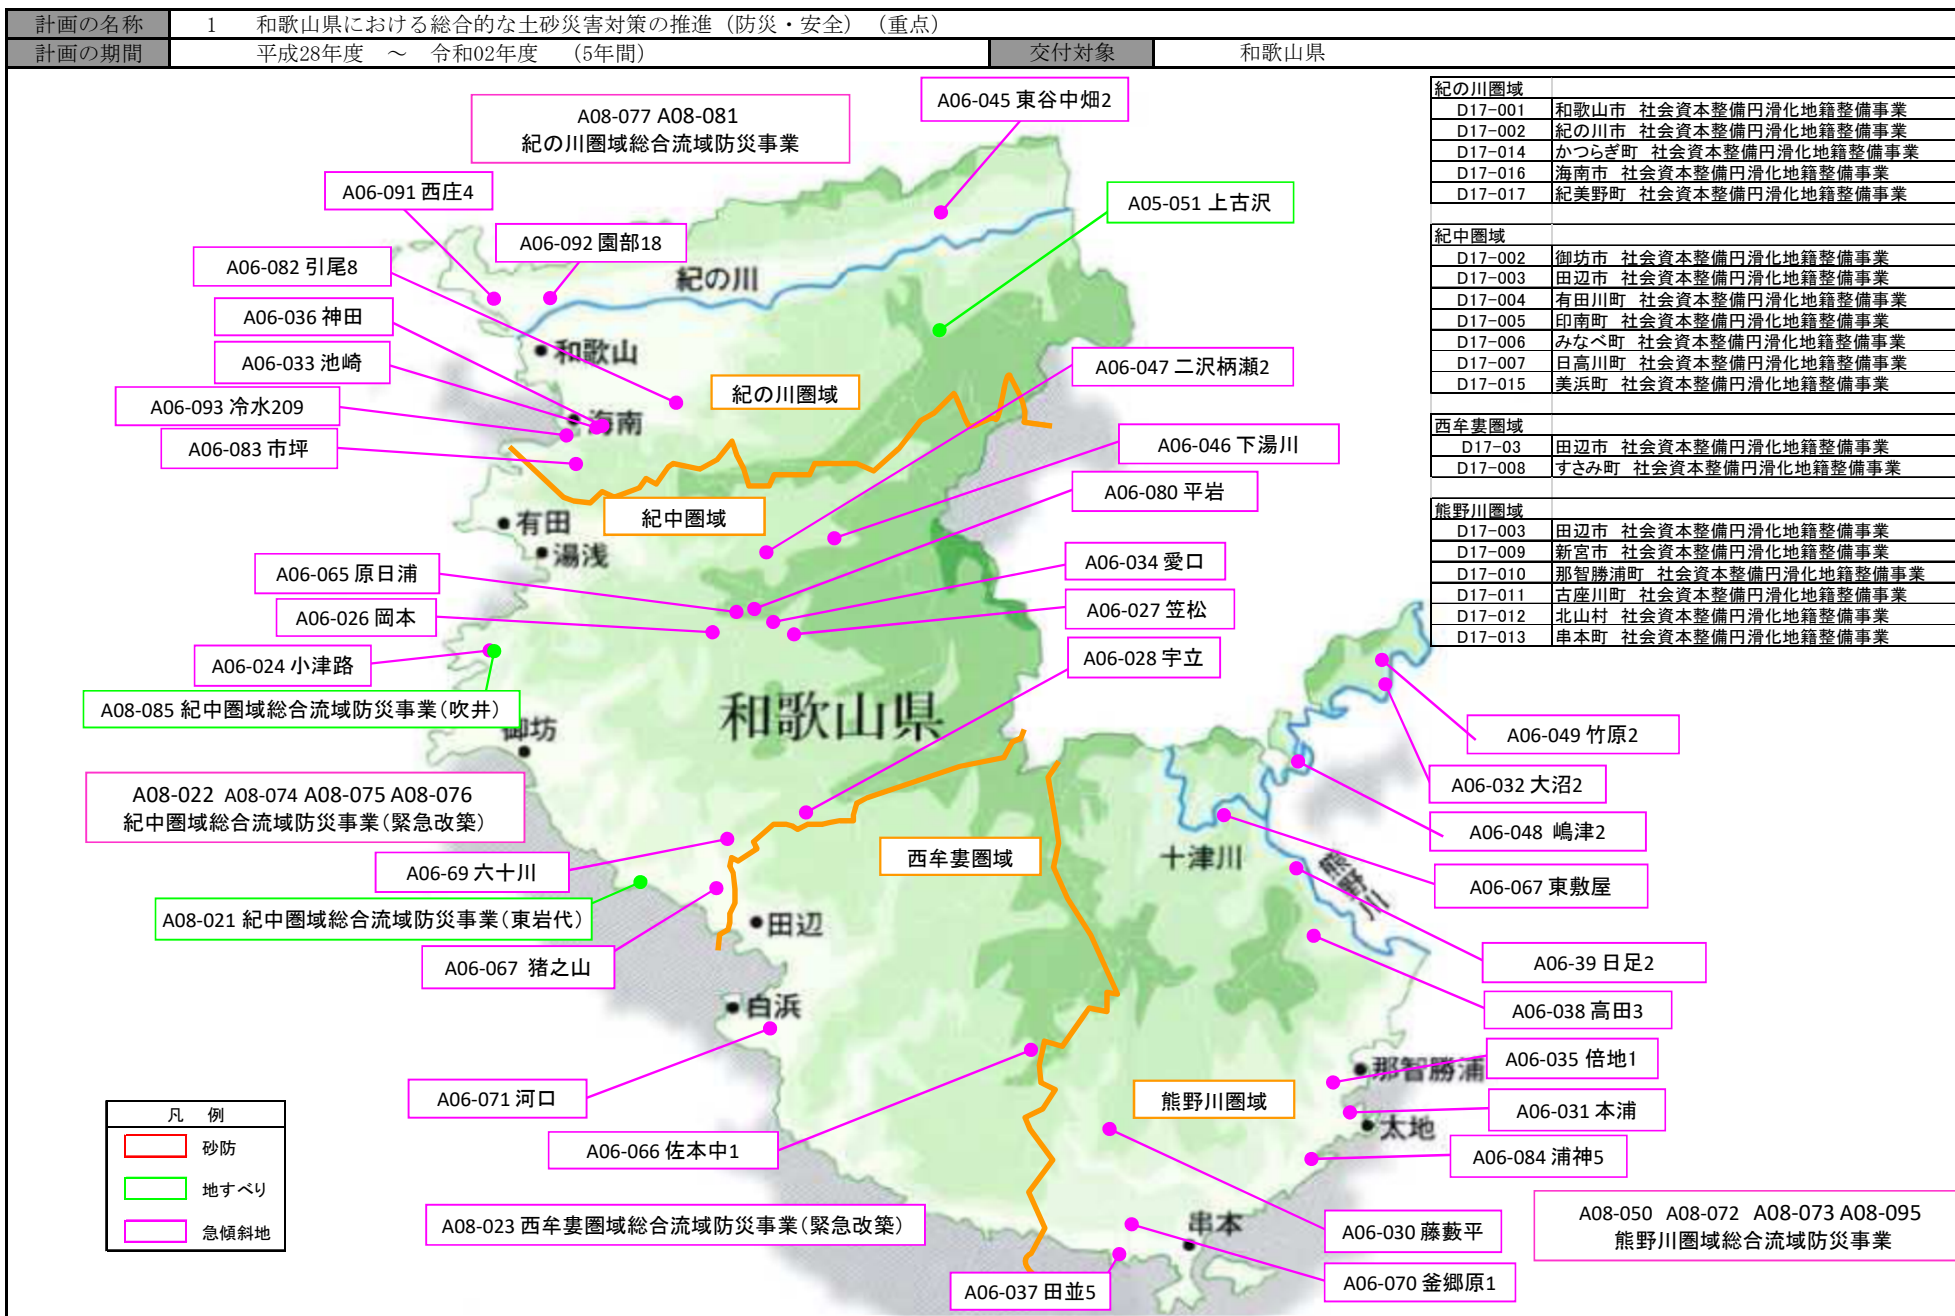 計画の名称 1 和歌山県における総合的な土砂災害対策の推進（防災・安全）（重点）
計画の期間 平成28年度 ～ 令和02年度 （5年間） 交付対象 和歌山県
A08-077 A08-081
紀の川圏域総合流域防災事業
A06-045 東谷中畑2
A06-091 西庄4
A05-051 上古沢
A06-092 園部18
A06-082 引尾8
紀の川
A06-036 神田
和歌山
A06-033 池崎
A06-047 二沢柄瀬2
紀の川圏域
A06-093 冷水209
海南
A06-083 市坪
A06-046 下湯川
A06-080 平岩
紀中圏域
有田
湯浅
A06-065 原日浦
A06-034 愛口
A06-026 岡本
A06-027 笠松
A06-024 小津路
A06-028 宇立
A08-085 紀中圏域総合流域防災事業（吹井）
和歌山県
御坊
A06-049 竹原2
A06-032 大沼2
A08-022 A08-074 A08-075 A08-076
紀中圏域総合流域防災事業（緊急改築）
A06-048 嶋津2
西牟婁圏域
十津川
熊野川
A06-69 六十川
A06-067 東敷屋
A08-021 紀中圏域総合流域防災事業（東岩代）
田辺
A06-067 猪之山
A06-39 日足2
白浜
A06-038 高田3
A06-035 倍地1
那智勝浦
A06-071 河口
熊野川圏域
A06-031 本浦
太地
A06-066 佐本中1
A06-084 浦神5
A08-023 西牟婁圏域総合流域防災事業（緊急改築）
串本
A06-030 藤藪平
A08-050 A08-072 A08-073 A08-095
熊野川圏域総合流域防災事業
A06-037 田並5
A06-070 釜郷原1
凡 例
砂防
地すべり
急傾斜地
紀の川圏域
D17-001 和歌山市 社会資本整備円滑化地籍整備事業
D17-002 紀の川市 社会資本整備円滑化地籍整備事業
D17-014 かつらぎ町 社会資本整備円滑化地籍整備事業
D17-016 海南市 社会資本整備円滑化地籍整備事業
D17-017 紀美野町 社会資本整備円滑化地籍整備事業
紀中圏域
D17-002 御坊市 社会資本整備円滑化地籍整備事業
D17-003 田辺市 社会資本整備円滑化地籍整備事業
D17-004 有田川町 社会資本整備円滑化地籍整備事業
D17-005 印南町 社会資本整備円滑化地籍整備事業
D17-006 みなべ町 社会資本整備円滑化地籍整備事業
D17-007 日高川町 社会資本整備円滑化地籍整備事業
D17-015 美浜町 社会資本整備円滑化地籍整備事業
西牟婁圏域
D17-03 田辺市 社会資本整備円滑化地籍整備事業
D17-008 すさみ町 社会資本整備円滑化地籍整備事業
熊野川圏域
D17-003 田辺市 社会資本整備円滑化地籍整備事業
D17-009 新宮市 社会資本整備円滑化地籍整備事業
D17-010 那智勝浦町 社会資本整備円滑化地籍整備事業
D17-011 古座川町 社会資本整備円滑化地籍整備事業
D17-012 北山村 社会資本整備円滑化地籍整備事業
D17-013 串本町 社会資本整備円滑化地籍整備事業